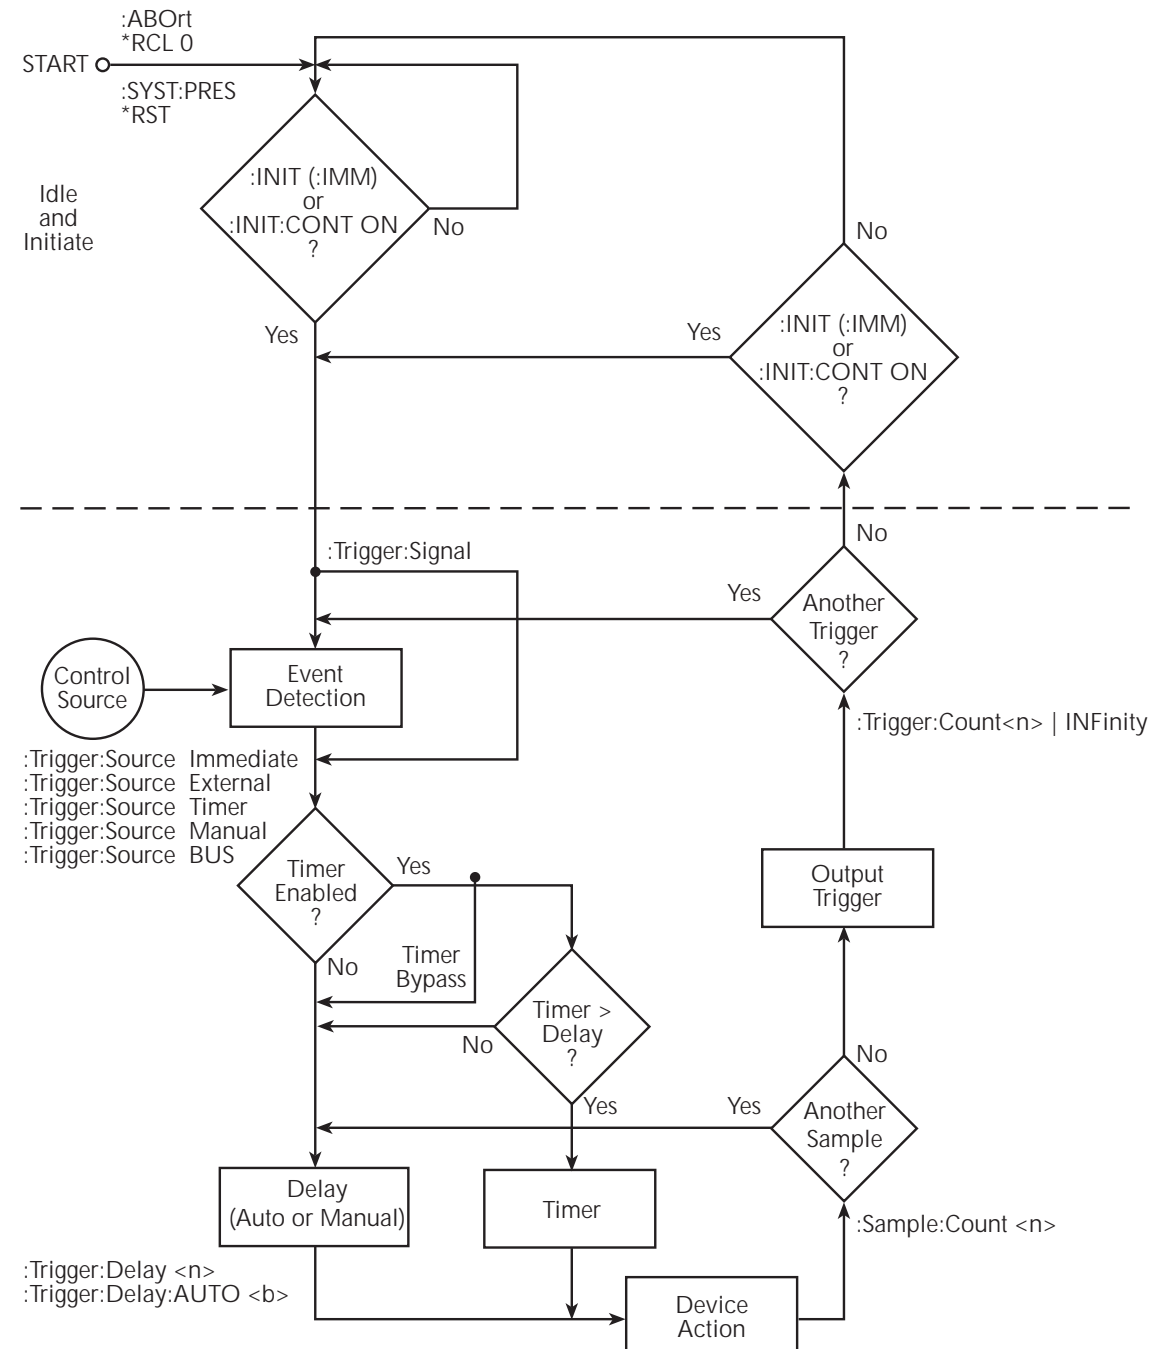 :ABOrt
*RCL 0
START
:SYST:PRES
*RST
Idle
and
Initiate
:INIT (:IMM)
or
:INIT:CONT ON
?
No
Yes
No
:INIT (:IMM)
or
:INIT:CONT ON
?
Yes
No
:Trigger:Signal
Another
Trigger
?
Yes
Control
Source
Event
Detection
:Trigger:Count<n> | INFinity
:Trigger:Source Immediate
:Trigger:Source External
:Trigger:Source Timer
:Trigger:Source Manual
:Trigger:Source BUS
Timer
Enabled
?
Yes
No
Timer
Bypass
Output
Trigger
Timer >
Delay
?
No
Yes
No
Another
Sample
?
Yes
Delay
(Auto or Manual)
Timer
:Sample:Count <n>
:Trigger:Delay <n>
:Trigger:Delay:AUTO <b>
Device
Action